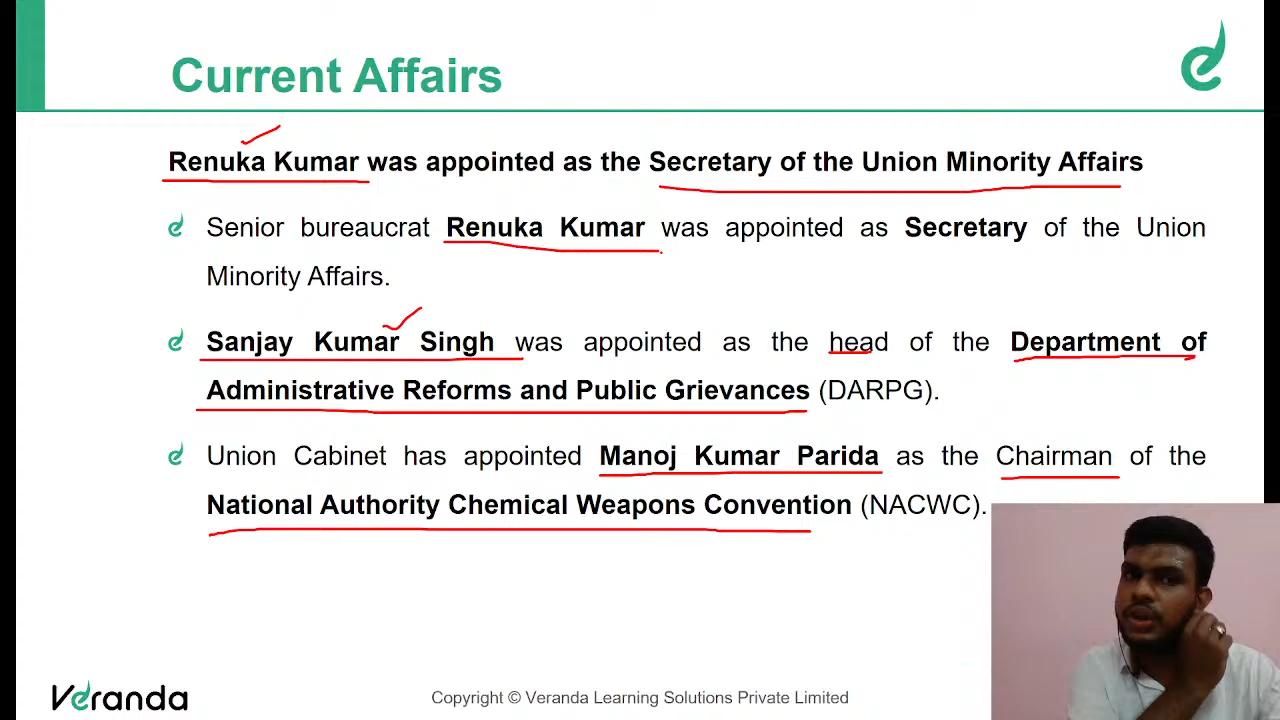 Current Affairs
Renuka Kumar was appointed as the Secretary of the Union Minority Affairs
Senior bureaucrat Renuka Kumar was appointed as Secretary of the Union
Minority Affairs.
Sanjay Kumar Singh was appointed as the head of the Department of
Administrative Reforms and Public Grievances (DARPG).
Union Cabinet has appointed Manoj Kumar Parida as the Chairman of the
National Authority Chemical Weapons Convention (NACWC).
Veranda
Copyright © Veranda Learning Solutions Private Limited